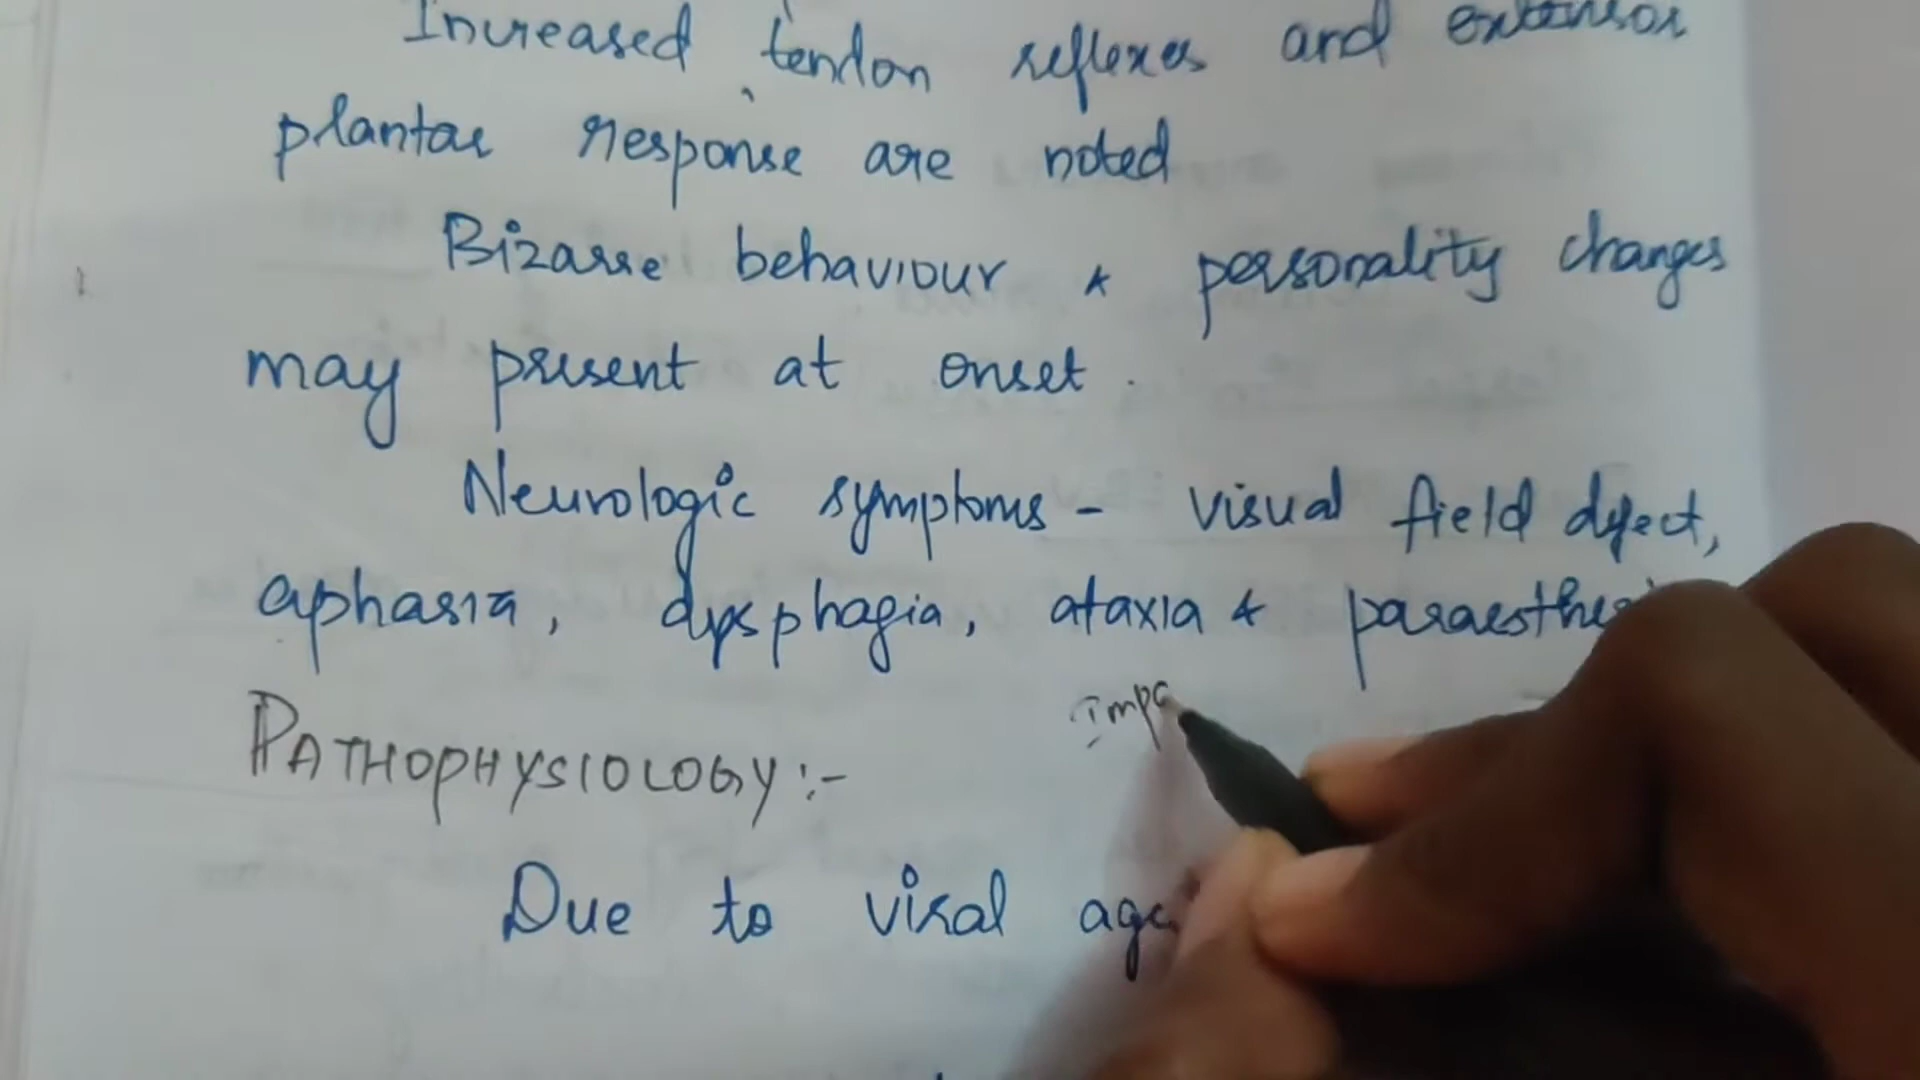 Increased tendon reflexes and extensor
plantar response are noted
Bizarre behaviour & personality changes
may present at onset.
Neurologic symptoms - visual field defect,
aphasia, dysphagia, ataxia &
PATHOPHYSIOLOGY :-
Due to viral